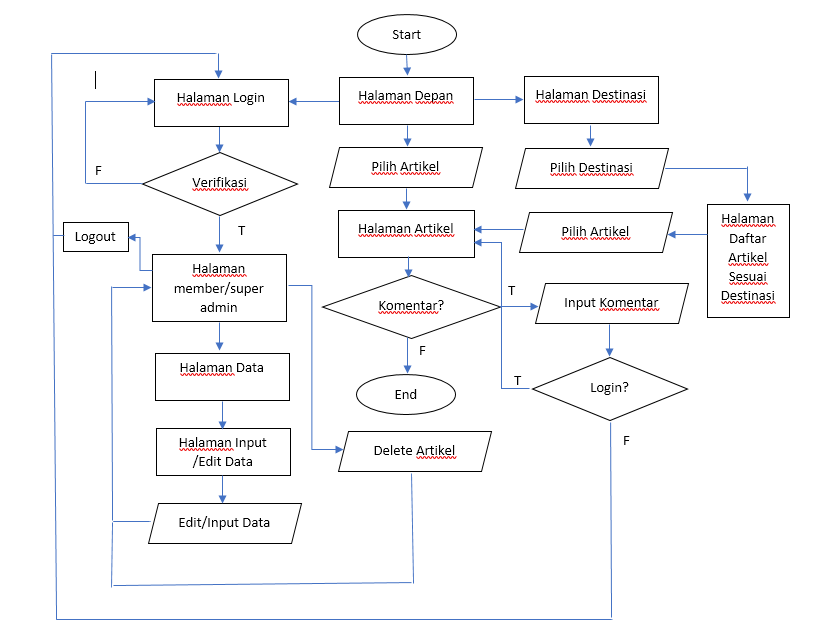 Start
Halaman Login
Halaman Depan
Halaman Destinasi
F
Verifikasi
Pilih Artikel
Pilih Destinasi
T
Logout
Halaman Artikel
Pilih Artikel
Halaman
Daftar
Artikel
Sesuai
Destinasi
Halaman
member/super
admin
Komentar?
T
Input Komentar
F
Halaman Data
End
T
Login?
Halaman Input
/Edit Data
Delete Artikel
F
Edit/Input Data